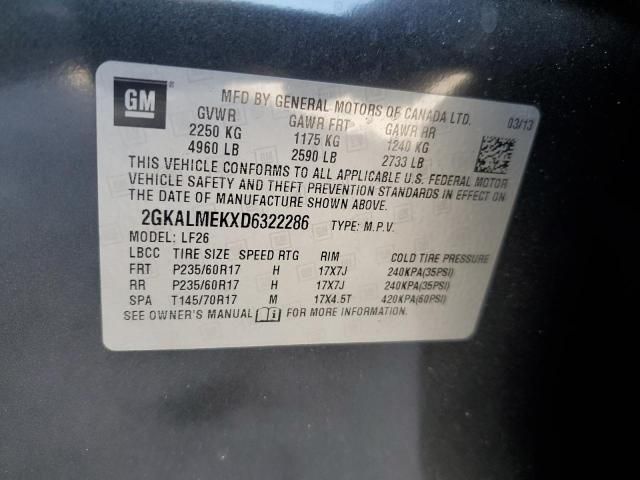 GM
MFD BY GENERAL MOTORS OF CANADA LTD.
03/13
GVWR GAWR FRT GAWR RR
2250 KG 1175 KG 1240 KG
4960 LB 2590 LB 2733 LB
THIS VEHICLE CONFORMS TO ALL APPLICABLE U.S. FEDERAL MOTOR
VEHICLE SAFETY AND THEFT PREVENTION STANDARDS IN EFFECT ON
THE DATE OF MANUFACTURE SHOWN ABOVE.
2GKALMEKXD6322286 TYPE: M.P.V.
MODEL: LF26
LBCC TIRE SIZE SPEED RTG RIM COLD TIRE PRESSURE
FRT P235/60R17 H 17X7J 240KPA(35PSI)
RR P235/60R17 H 17X7J 240KPA(35PSI)
SPA T145/70R17 M 17X4.5T 420KPA(60PSI)
SEE OWNER'S MANUAL FOR MORE INFORMATION.